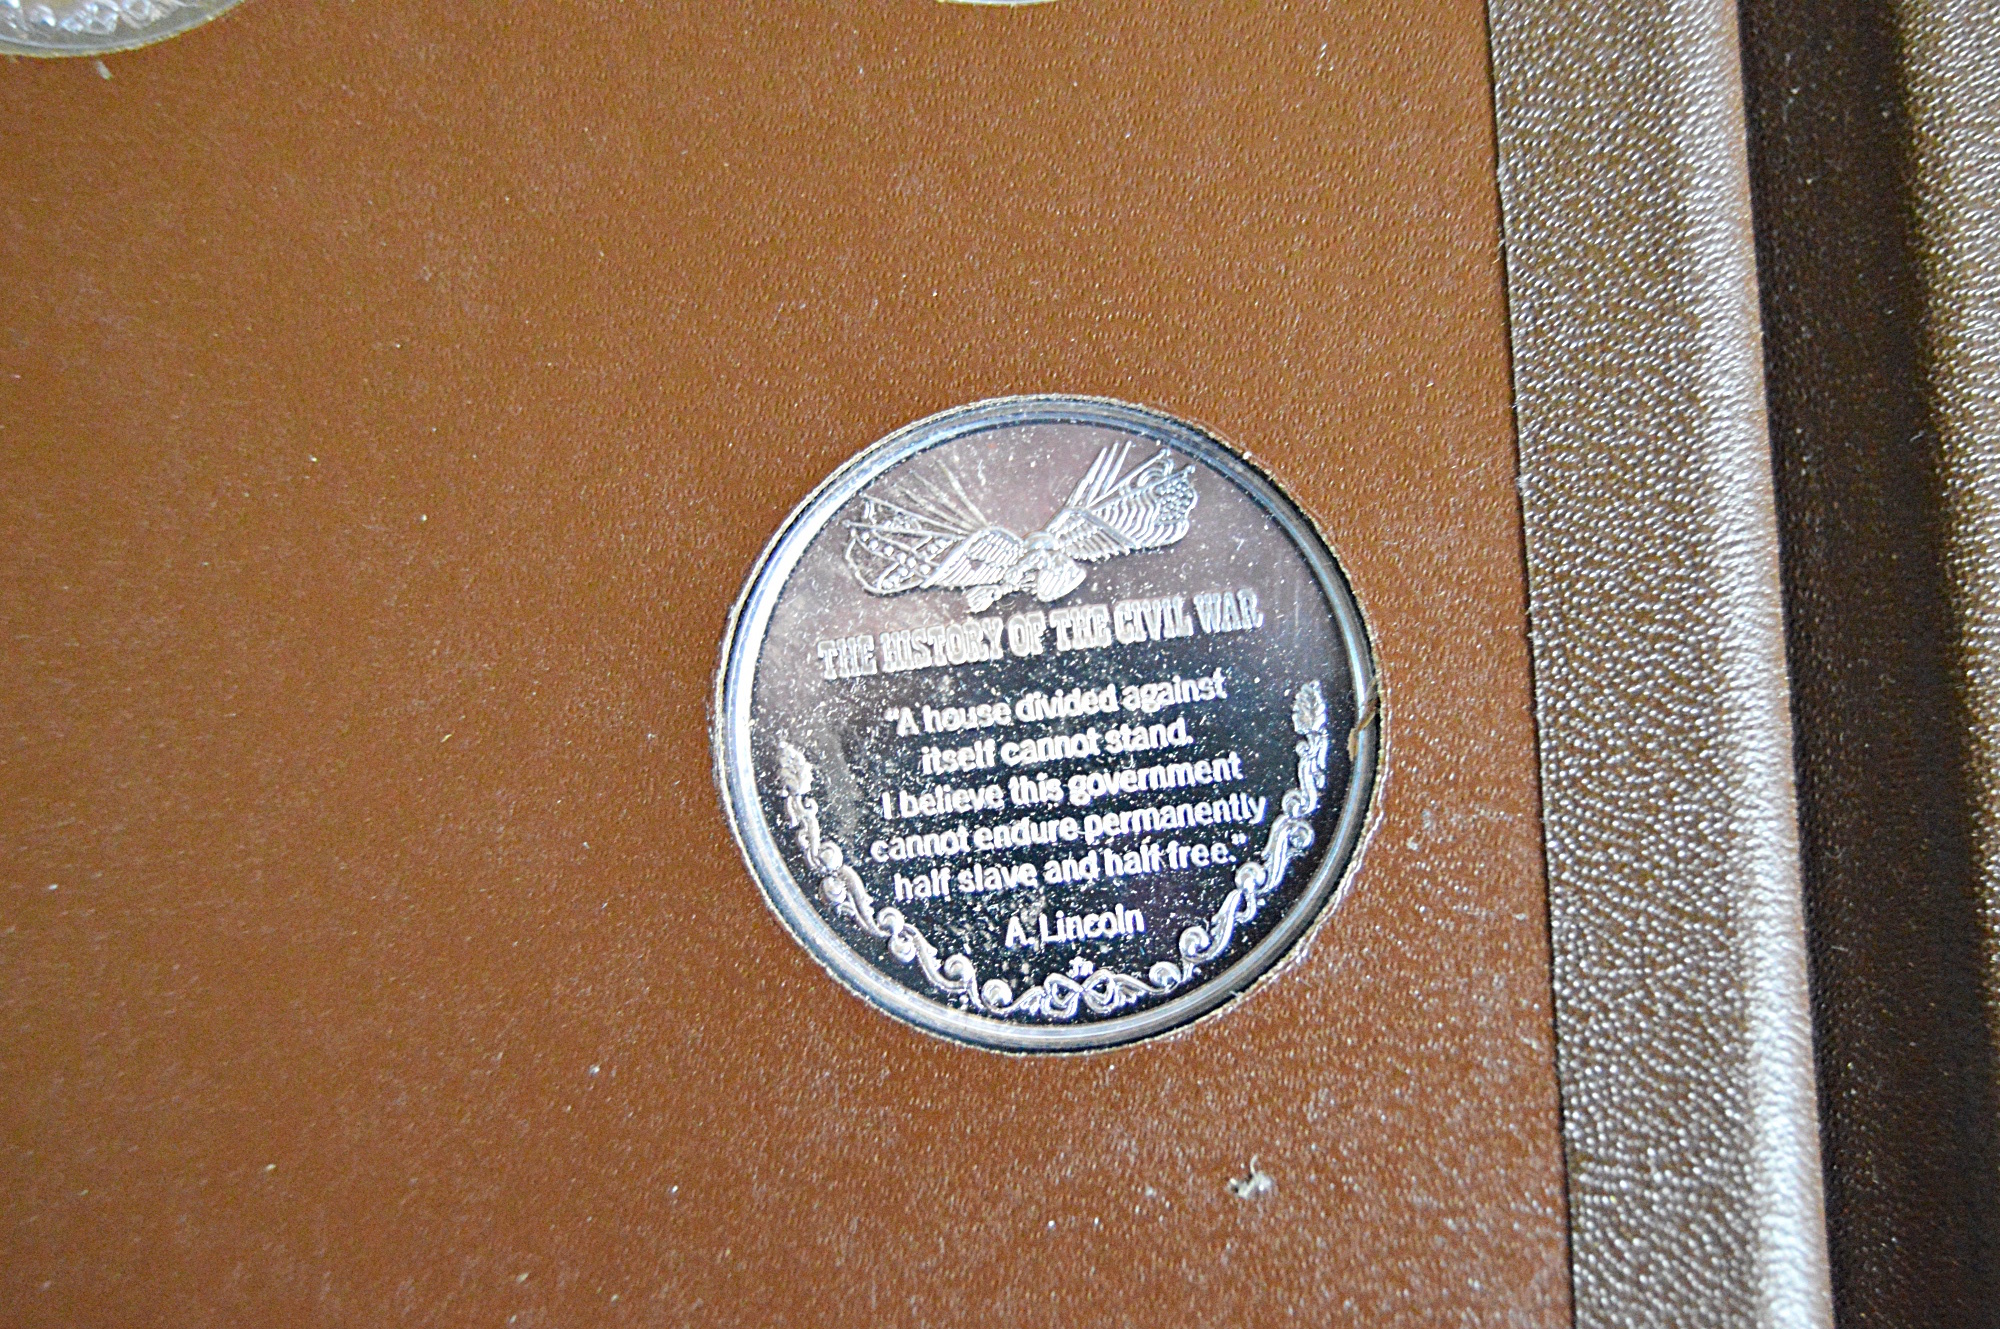 THE HISTORY OF THE CIVIL WAR
"A house divided against
itself cannot stand.
I believe this government
cannot endure permanently
half slave and half free."
A. Lincoln